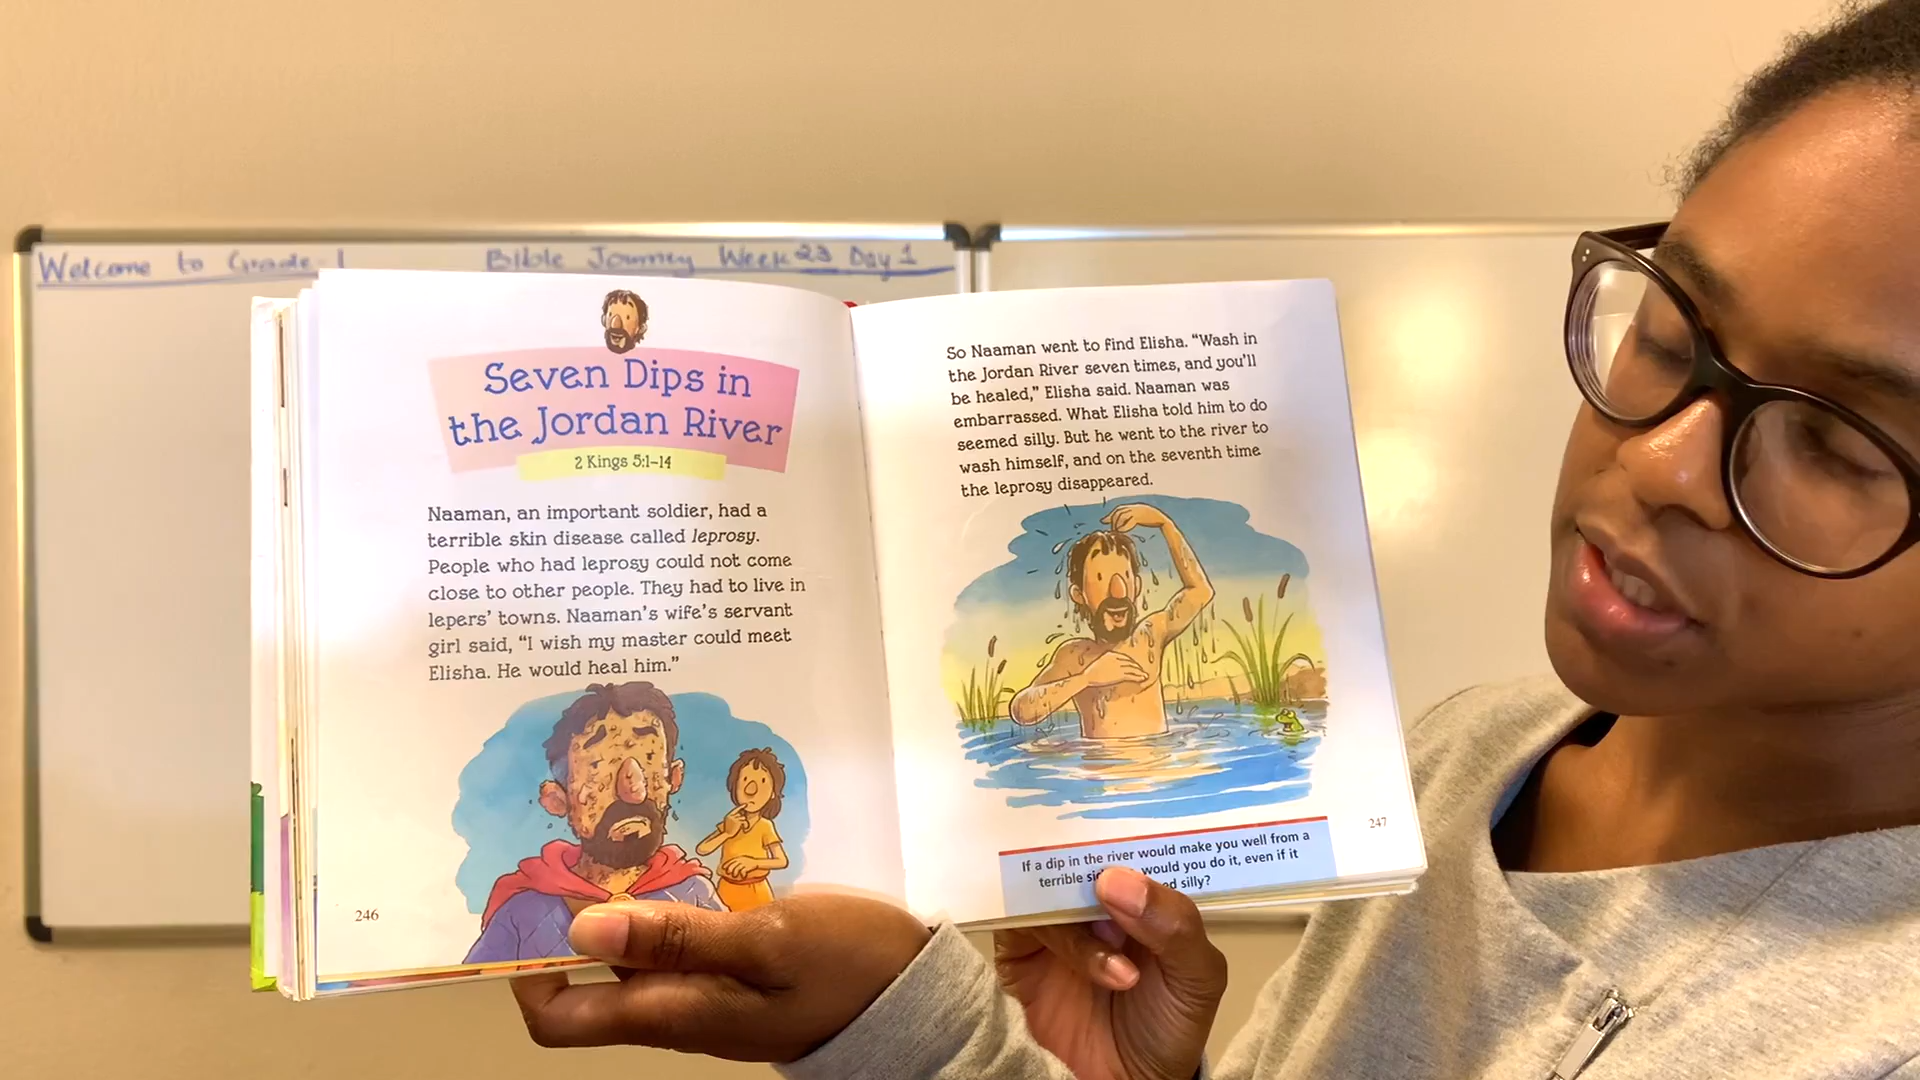 Welcome to Grade-1
Bible Journey Week 23 Day 1
Seven Dips in
the Jordan River
2 Kings 5:1–14
Naaman, an important soldier, had a
terrible skin disease called leprosy.
People who had leprosy could not come
close to other people. They had to live in
lepers’ towns. Naaman’s wife’s servant
girl said, “I wish my master could meet
Elisha. He would heal him.”
246
So Naaman went to find Elisha. “Wash in
the Jordan River seven times, and you’ll
be healed,” Elisha said. Naaman was
embarrassed. What Elisha told him to do
seemed silly. But he went to the river to
wash himself, and on the seventh time
the leprosy disappeared.
247
If a dip in the river would make you well from a
terrible would you do it, even if it
silly?